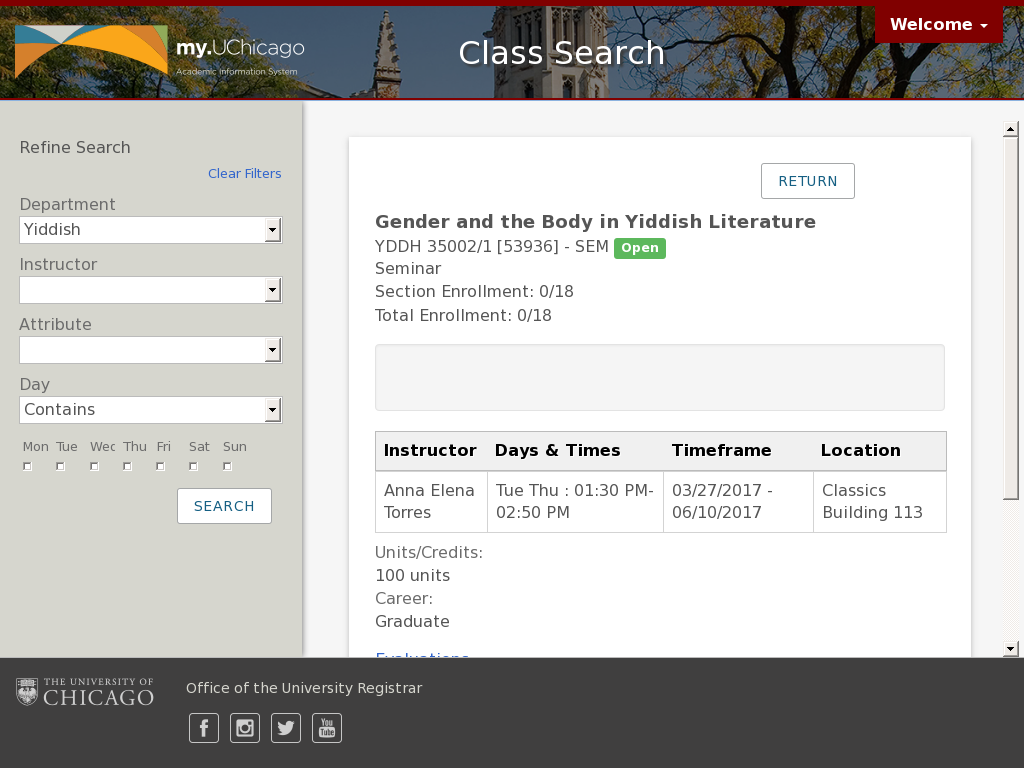 my.UChicago
Academic Information System
Class Search
Welcome
Refine Search
Clear Filters
Department
Yiddish
Instructor
Attribute
Day
Contains
Mon Tue Wed Thu Fri Sat Sun
SEARCH
RETURN
Gender and the Body in Yiddish Literature
YDDH 35002/1 [53936] - SEM Open
Seminar
Section Enrollment: 0/18
Total Enrollment: 0/18
Instructor Days & Times Timeframe Location
Anna Elena Torres Tue Thu : 01:30 PM-02:50 PM 03/27/2017 - 06/10/2017 Classics Building 113
Units/Credits:
100 units
Career:
Graduate
Evaluations
THE UNIVERSITY OF
CHICAGO
Office of the University Registrar
You
Tube